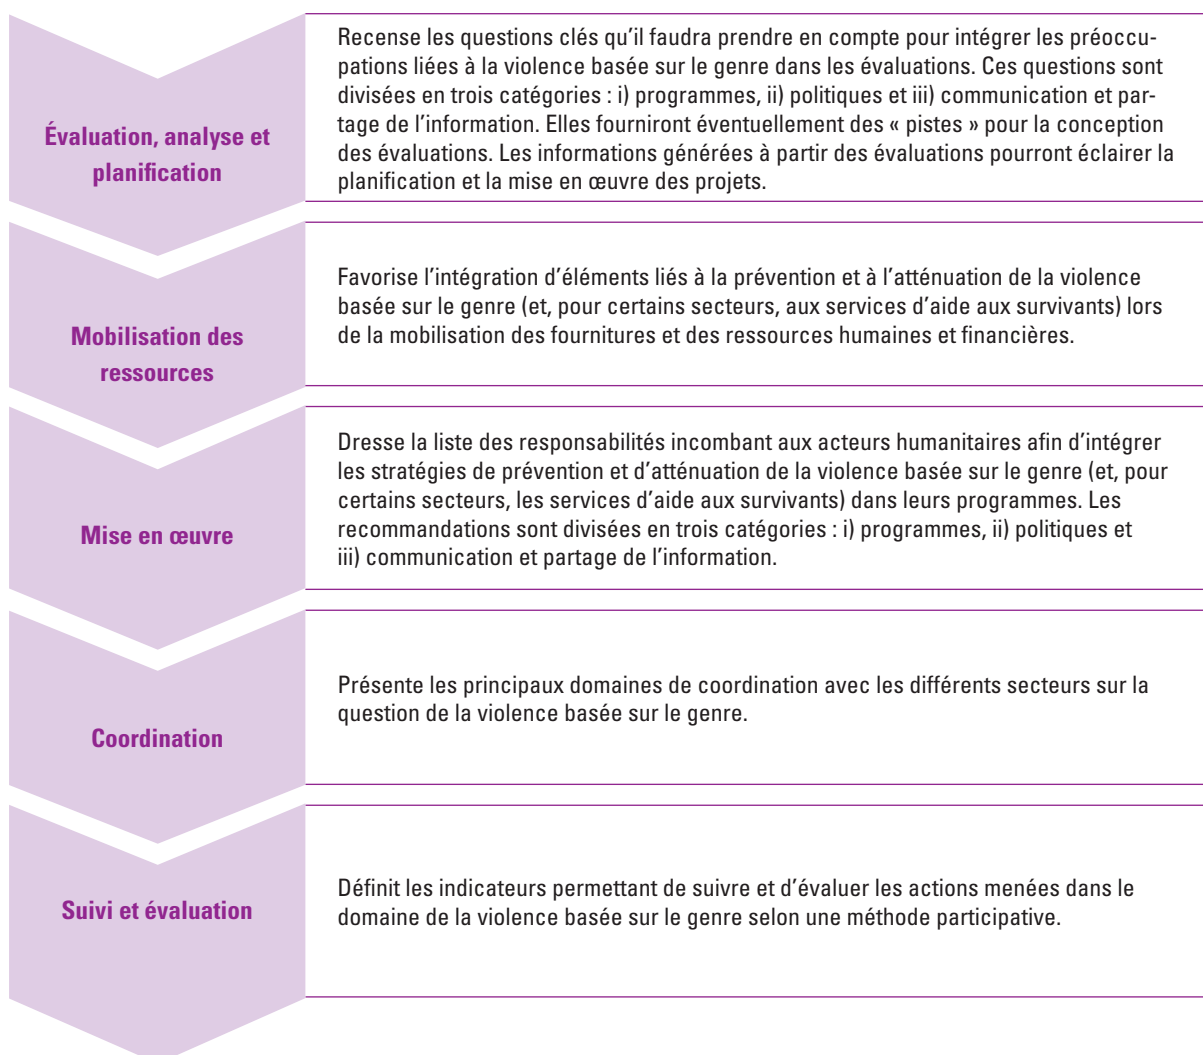 Évaluation, analyse et
planification
Recense les questions clés qu’il faudra prendre en compte pour intégrer les préoccu-
pations liées à la violence basée sur le genre dans les évaluations. Ces questions sont
divisées en trois catégories : i) programmes, ii) politiques et iii) communication et par-
tage de l’information. Elles fourniront éventuellement des « pistes » pour la conception
des évaluations. Les informations générées à partir des évaluations pourront éclairer la
planification et la mise en œuvre des projets.
Mobilisation des
ressources
Favorise l’intégration d’éléments liés à la prévention et à l’atténuation de la violence
basée sur le genre (et, pour certains secteurs, aux services d’aide aux survivants) lors
de la mobilisation des fournitures et des ressources humaines et financières.
Mise en œuvre
Dresse la liste des responsabilités incombant aux acteurs humanitaires afin d’intégrer
les stratégies de prévention et d’atténuation de la violence basée sur le genre (et, pour
certains secteurs, les services d’aide aux survivants) dans leurs programmes. Les
recommandations sont divisées en trois catégories : i) programmes, ii) politiques et
iii) communication et partage de l’information.
Coordination
Présente les principaux domaines de coordination avec les différents secteurs sur la
question de la violence basée sur le genre.
Suivi et évaluation
Définit les indicateurs permettant de suivre et d’évaluer les actions menées dans le
domaine de la violence basée sur le genre selon une méthode participative.